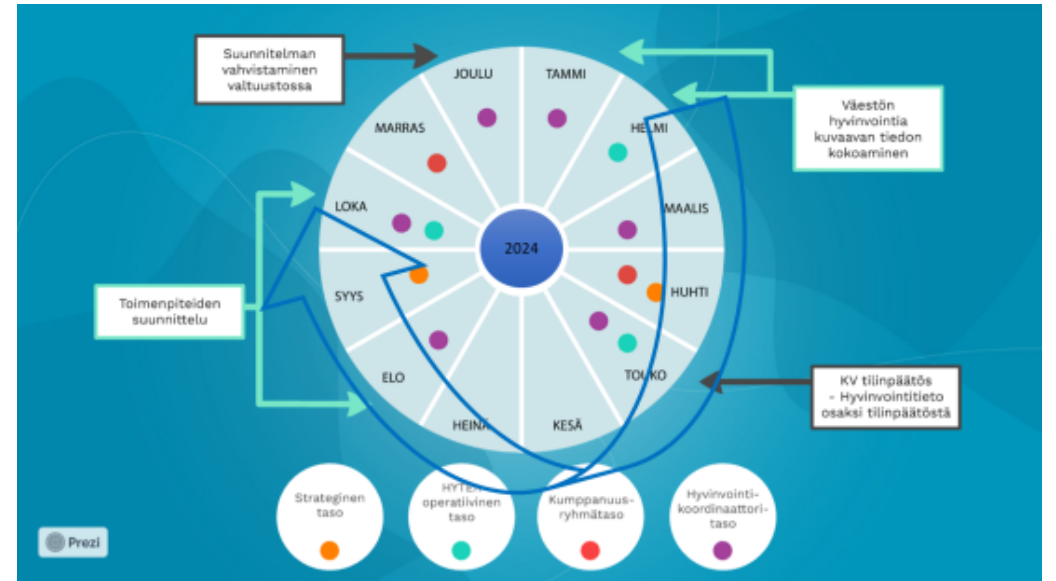 Suunnitelman
vahvistaminen
valtuustossa
JOULU
TAMMI
MARRAS
HELMI
Väestön
hyvinvointia
kuvaavan tiedon
kokoaminen
LOKA
MAALIS
2024
SYYS
HUHTI
Toimenpiteiden
suunnittelu
ELO
TOUKO
HEINÄ
KESÄ
KV tilinpäätös
- Hyvinvointitieto
osaksi tilinpäätöstä
Strateginen
taso
operatiivinen
taso
Kumppanuus-
ryhmätaso
Hyvinvointi-
koordinaattori-
taso
Prezi